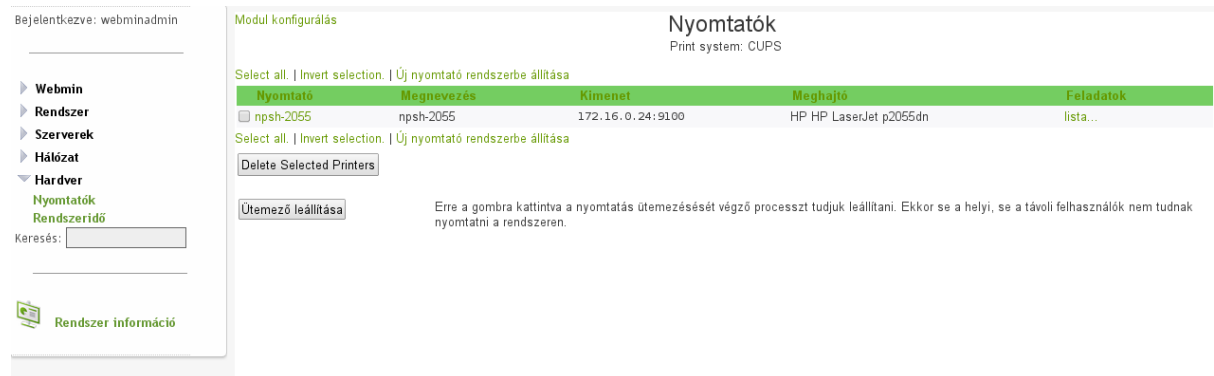 Bejelentkezve: webminadmin
Webmin
Rendszer
Szerverek
Hálózat
Hardver
Nyomtatók
Rendszeridő
Keresés:
Rendszer információ
Modul konfigurálás
Nyomtatók
Print system: CUPS
Select all. | Invert selection. | Új nyomtató rendszerbe állítása
Nyomtató Megnevezés Kimenet Meghajtó Feladatok
npsh-2055 npsh-2055 172.16.0.24:9100 HP HP LaserJet p2055dn lista...
Select all. | Invert selection. | Új nyomtató rendszerbe állítása
Delete Selected Printers
Ütemező leállítása
Erre a gombra kattintva a nyomtatás ütemezésését végző processzt tudjuk leállítani. Ekkor se a helyi, se a távoli felhasználók nem tudnak
nyomtatni a rendszeren.